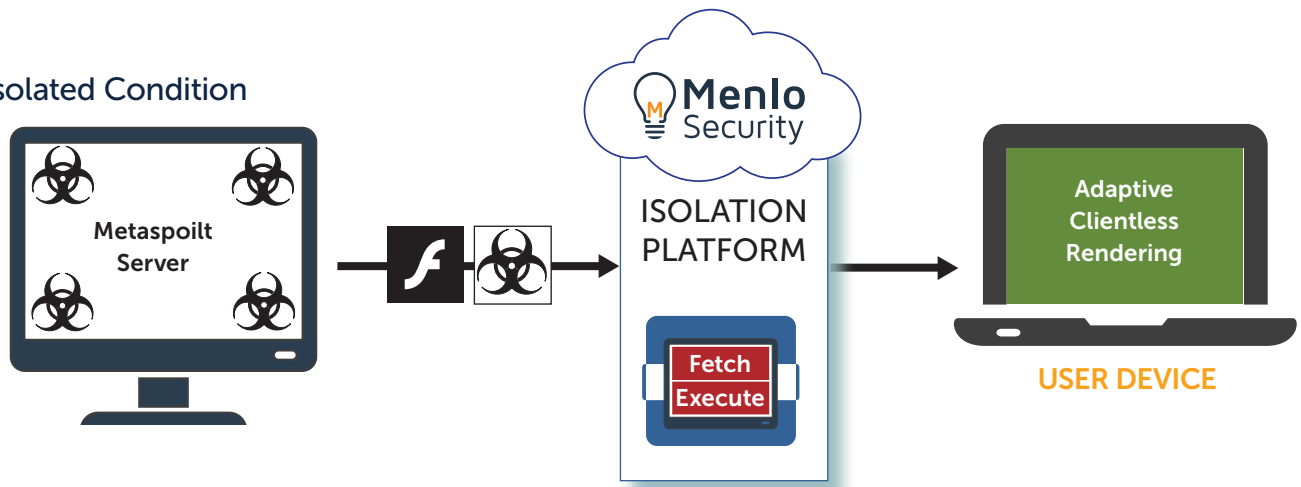 solated Condition
Metaspoilt
Server
Menlo
Security
M
ISOLATION
PLATFORM
Fetch
Execute
Adaptive
Clientless
Rendering
USER DEVICE